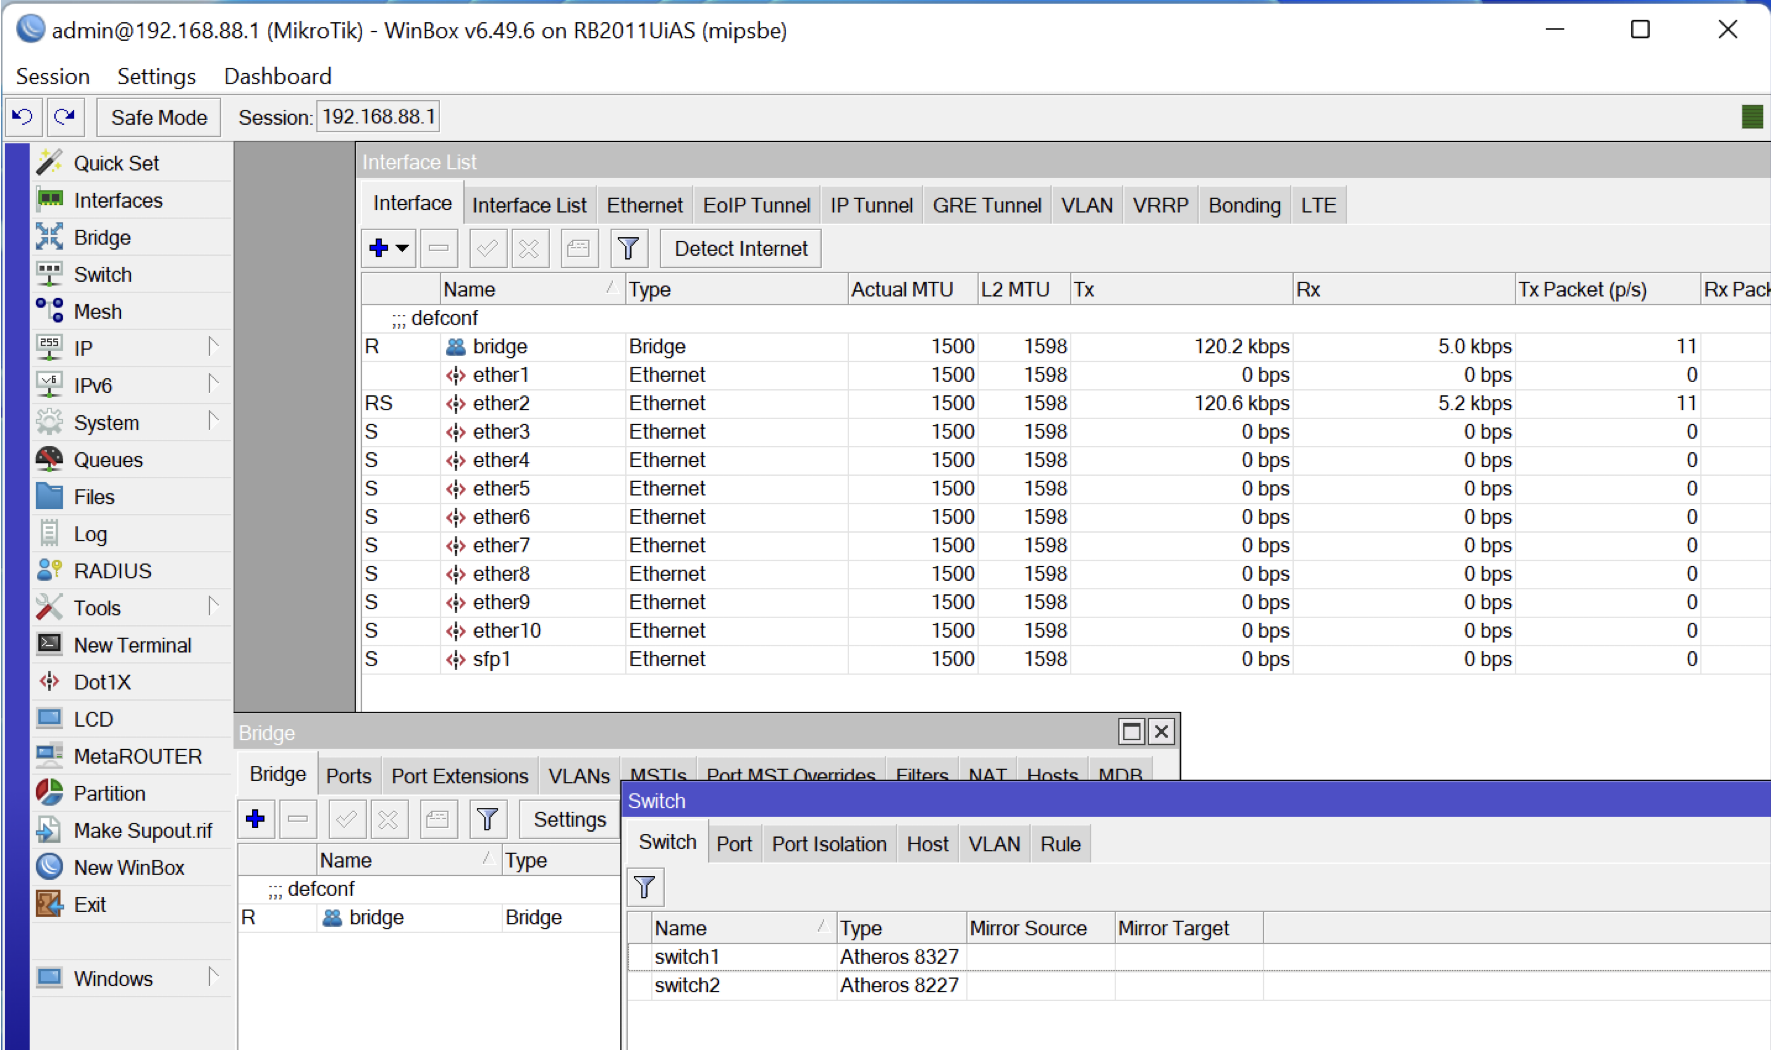 admin@192.168.88.1 (MikroTik) - WinBox v6.49.6 on RB2011UiAS (mipsbe)
Session Settings Dashboard
Safe Mode Session: 192.168.88.1
Quick Set
Interfaces
Bridge
Switch
Mesh
IP
IPv6
System
Queues
Files
Log
RADIUS
Tools
New Terminal
Dot1X
LCD
MetaROUTER
Partition
Make Supout.rif
New WinBox
Exit
Windows
Interface List
Interface Interface List Ethernet EoIP Tunnel IP Tunnel GRE Tunnel VLAN VRRP Bonding LTE
Detect Internet
Name Type Actual MTU L2 MTU Tx Rx Tx Packet (p/s) Rx Pack
;;; defconf
R bridge Bridge 1500 1598 120.2 kbps 5.0 kbps 11
ether1 Ethernet 1500 1598 0 bps 0 bps 0
RS ether2 Ethernet 1500 1598 120.6 kbps 5.2 kbps 11
S ether3 Ethernet 1500 1598 0 bps 0 bps 0
S ether4 Ethernet 1500 1598 0 bps 0 bps 0
S ether5 Ethernet 1500 1598 0 bps 0 bps 0
S ether6 Ethernet 1500 1598 0 bps 0 bps 0
S ether7 Ethernet 1500 1598 0 bps 0 bps 0
S ether8 Ethernet 1500 1598 0 bps 0 bps 0
S ether9 Ethernet 1500 1598 0 bps 0 bps 0
S ether10 Ethernet 1500 1598 0 bps 0 bps 0
S sfp1 Ethernet 1500 1598 0 bps 0 bps 0
Bridge
Bridge Ports Port Extensions VLANs MSTIs Port MST Overrides Filters NAT Hosts MDB
Settings
Name Type
;;; defconf
R bridge Bridge
Switch
Switch Port Port Isolation Host VLAN Rule
Name Type Mirror Source Mirror Target
switch1 Atheros 8327
switch2 Atheros 8227